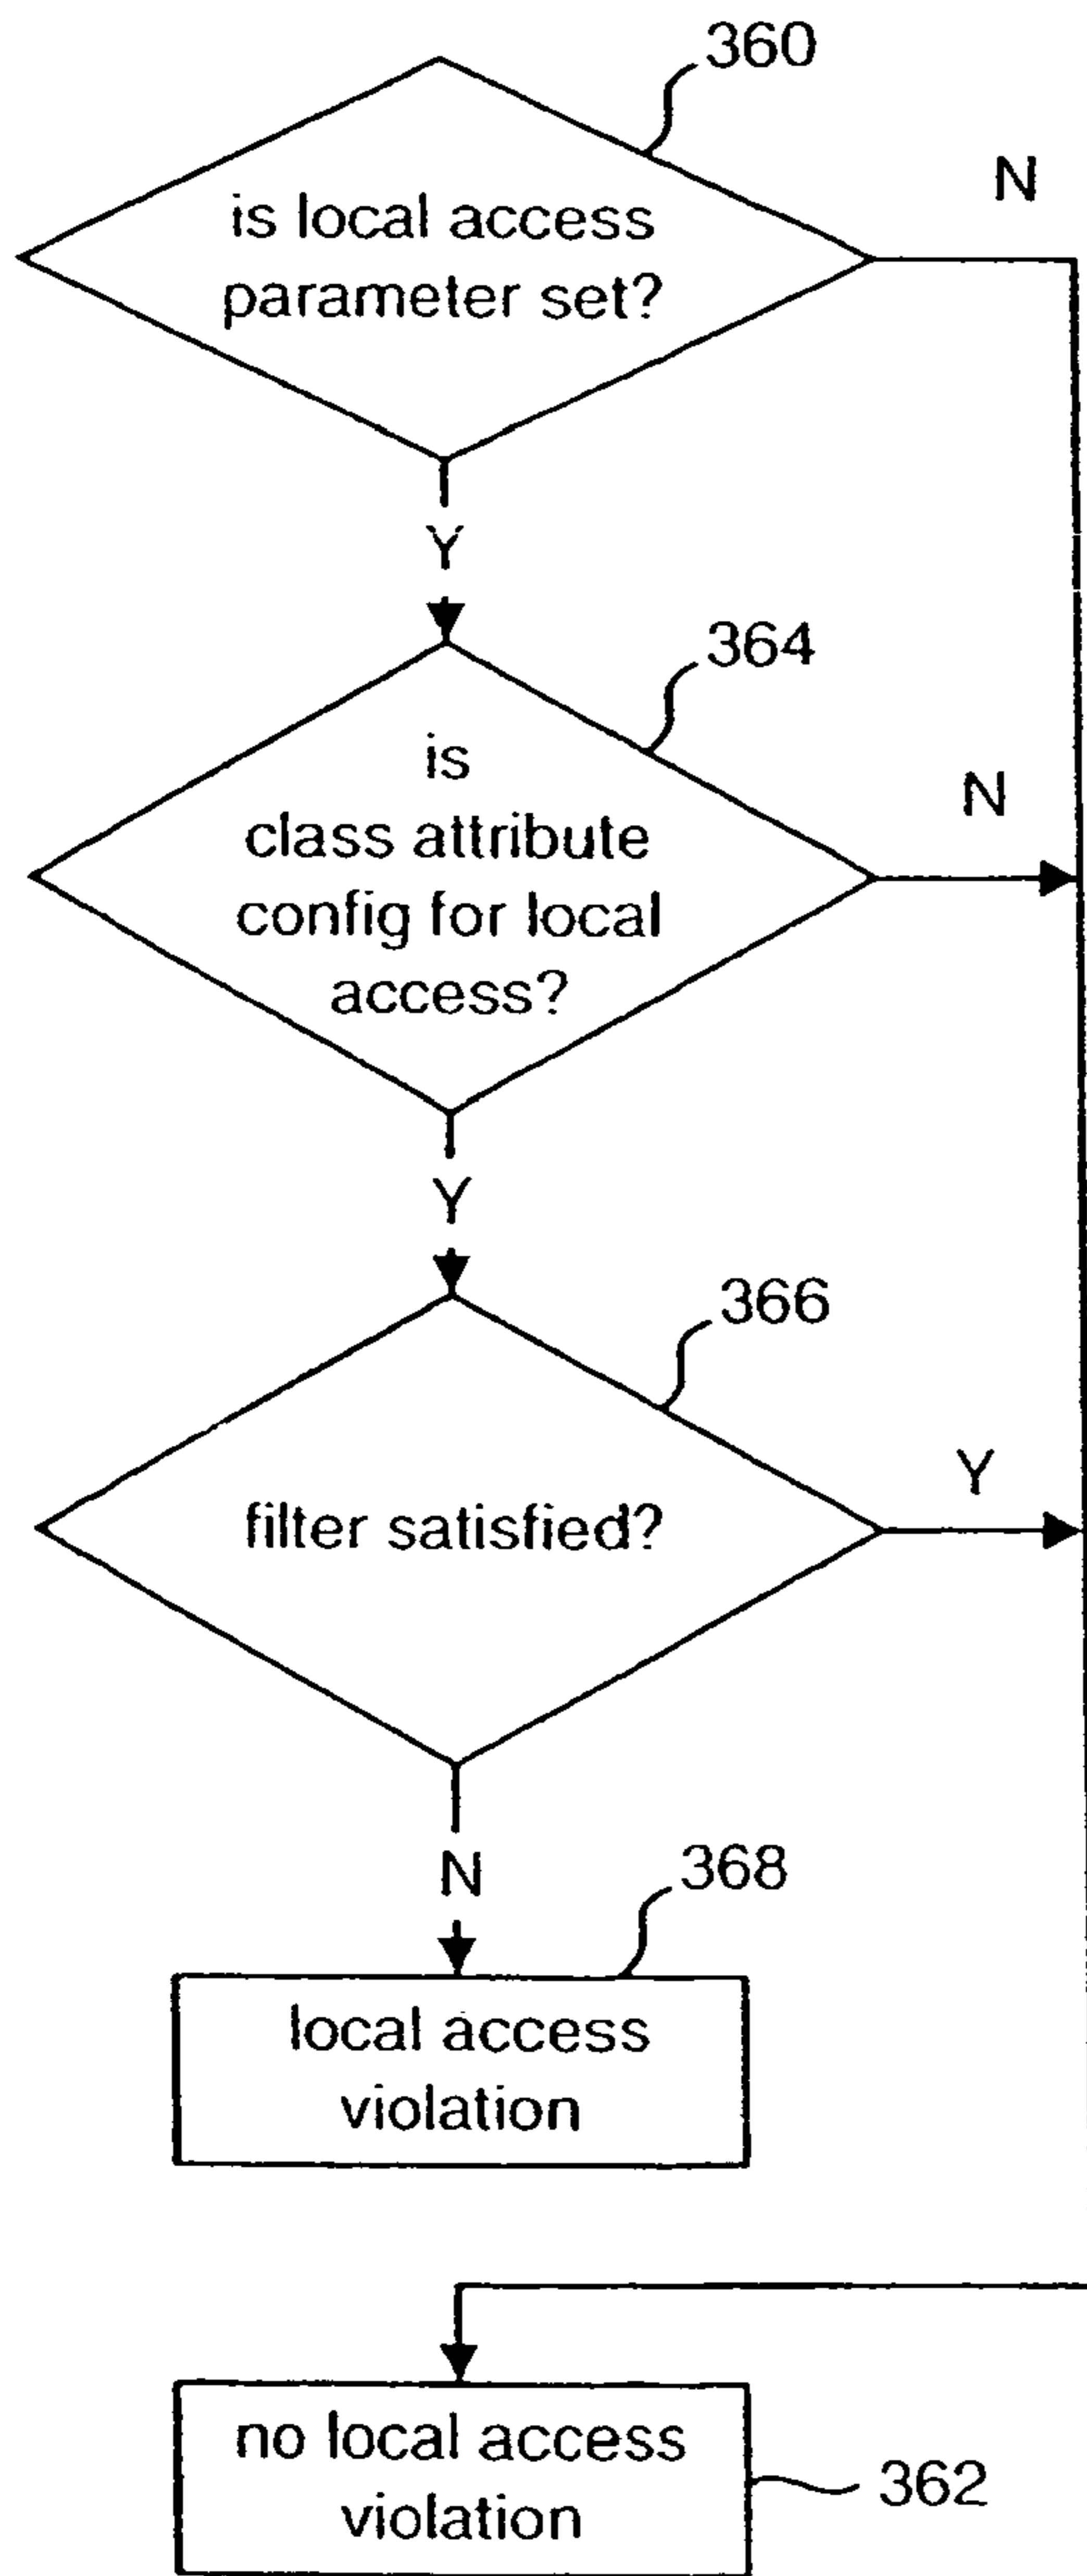 360
N
is local access
parameter set?
Y
364
is
class attribute
config for local
access?
N
Y
366
filter satisfied?
Y
N
368
local access
violation
no local access
violation
362